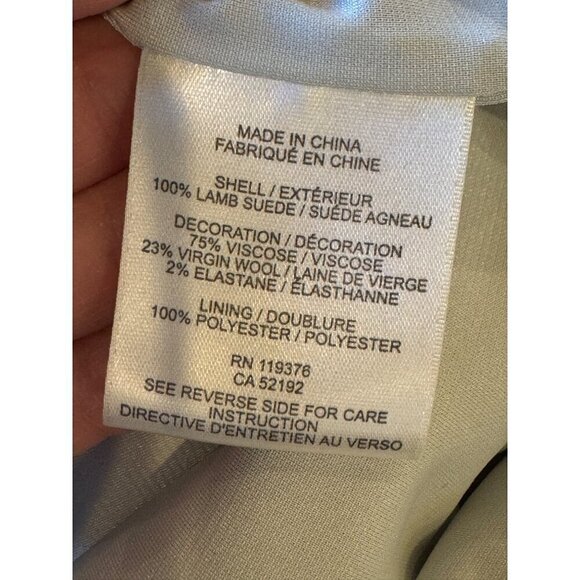 MADE IN CHINA
FABRIQUÉ EN CHINE
SHELL / EXTÉRIEUR
100% LAMB SUEDE / SUÉDE AGNEAU
DECORATION / DÉCORATION
75% VISCOSE / VISCOSE
23% VIRGIN WOOL / LAINE DE VIERGE
2% ELASTANE / ÉLASTHANNE
LINING / DOUBLURE
100% POLYESTER / POLYESTER
RN 119376
CA 52192
SEE REVERSE SIDE FOR CARE
INSTRUCTION
DIRECTIVE D'ENTRETIEN AU VERSO